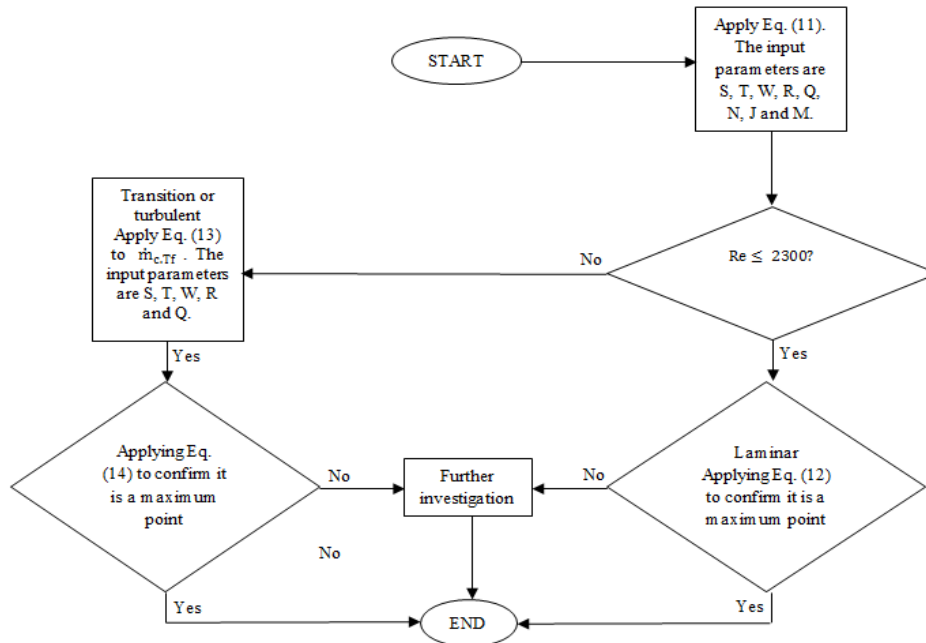 START
Apply Eq. (11).
The input
parameters are
S, T, W, R, Q,
N, J and M.
Transition or
turbulent
Apply Eq. (13)
to ṁc,Tf . The
input parameters
are S, T, W, R
and Q.
No
Re ≤ 2300?
Yes
Yes
Applying Eq.
(14) to confirm it
is a maximum
point
No
Further
investigation
No
Laminar
Applying Eq. (12)
to confirm it is a
maximum point
No
Yes
END
Yes